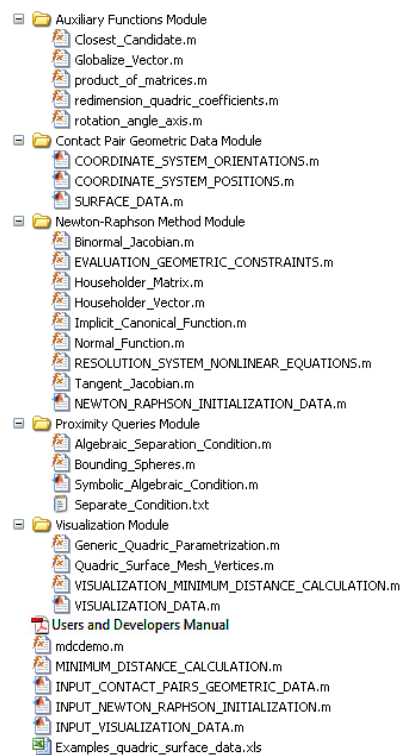 Auxiliary Functions Module
Closest_Candidate.m
Globalize_Vector.m
product_of_matrices.m
redimension_quadric_coefficients.m
rotation_angle_axis.m
Contact Pair Geometric Data Module
COORDINATE_SYSTEM_ORIENTATIONS.m
COORDINATE_SYSTEM_POSITIONS.m
SURFACE_DATA.m
Newton-Raphson Method Module
Binormal_Jacobian.m
EVALUATION_GEOMETRIC_CONSTRAINTS.m
Householder_Matrix.m
Householder_Vector.m
Implicit_Canonical_Function.m
Normal_Function.m
RESOLUTION_SYSTEM_NONLINEAR_EQUATIONS.m
Tangent_Jacobian.m
NEWTON_RAPHSON_INITIALIZATION_DATA.m
Proximity Queries Module
Algebraic_Separation_Condition.m
Bounding_Spheres.m
Symbolic_Algebraic_Condition.m
Separate_Condition.txt
Visualization Module
Generic_Quadric_Parametrization.m
Quadric_Surface_Mesh_Vertices.m
VISUALIZATION_MINIMUM_DISTANCE_CALCULATION.m
VISUALIZATION_DATA.m
Users and Developers Manual
mdcdemo.m
MINIMUM_DISTANCE_CALCULATION.m
INPUT_CONTACT_PAIRS_GEOMETRIC_DATA.m
INPUT_NEWTON_RAPHSON_INITIALIZATION.m
INPUT_VISUALIZATION_DATA.m
Examples_quadric_surface_data.xls